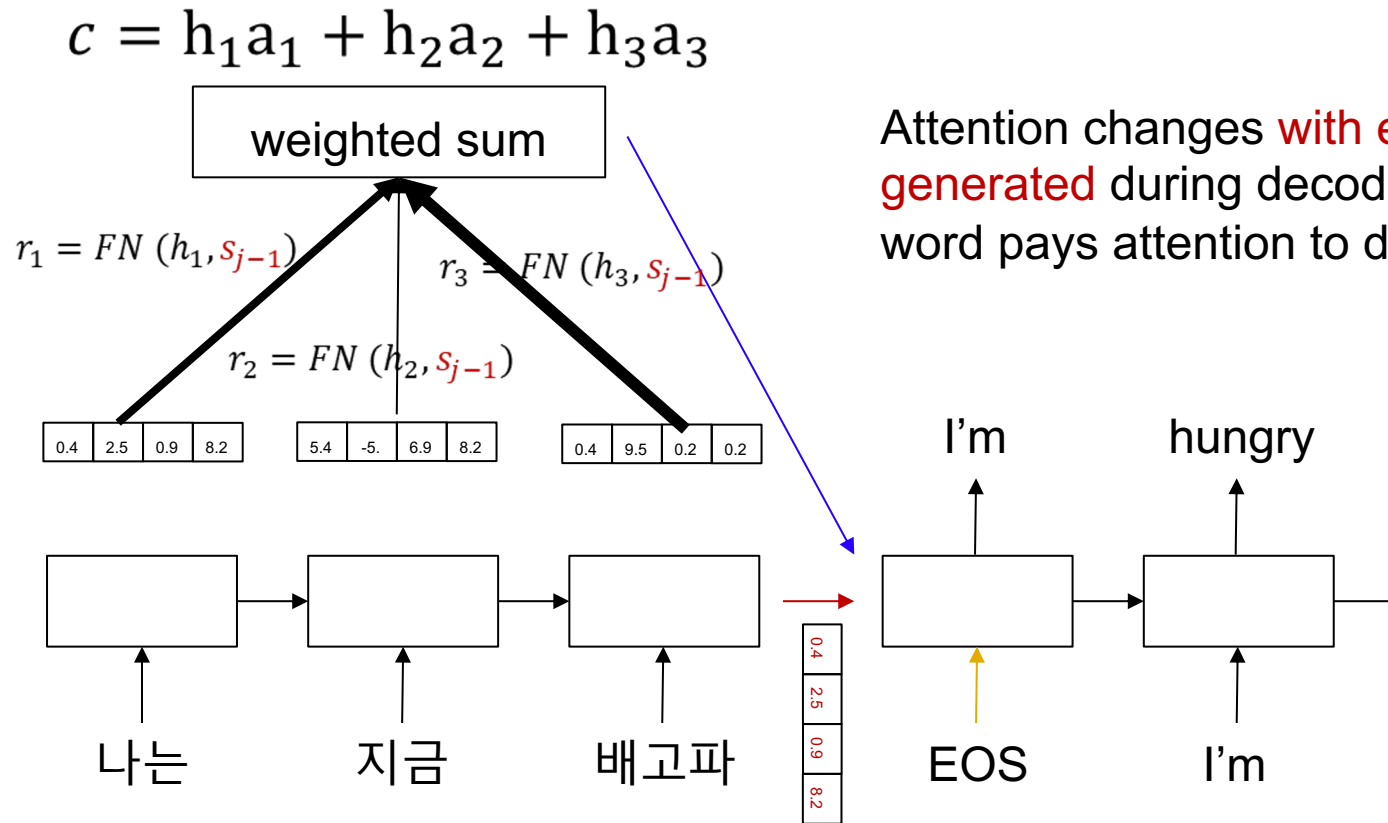 c = h₁a₁ + h₂a₂ + h₃a₃
weighted sum
Attention changes with
generated during decod
word pays attention to d
r₁ = FN (h₁, sⱼ₋₁)
r₃ = FN (h₃, sⱼ₋₁)
r₂ = FN (h₂, sⱼ₋₁)
0.4 2.5 0.9 8.2
5.4 -5. 6.9 8.2
0.4 9.5 0.2 0.2
I'm hungry
0.4
2.5
0.9
8.2
나는 지금 배고파 EOS I'm